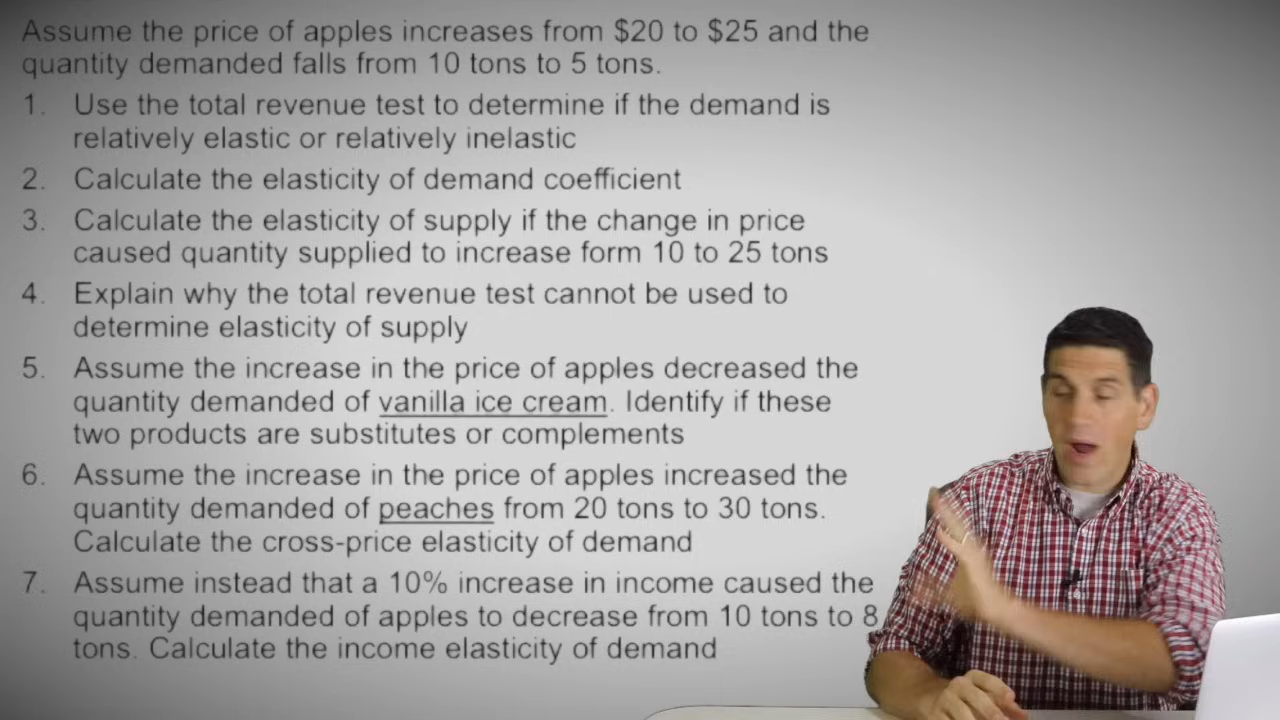 Assume the price of apples increases from $20 to $25 and the
quantity demanded falls from 10 tons to 5 tons.
1. Use the total revenue test to determine if the demand is
relatively elastic or relatively inelastic
2. Calculate the elasticity of demand coefficient
3. Calculate the elasticity of supply if the change in price
caused quantity supplied to increase form 10 to 25 tons
4. Explain why the total revenue test cannot be used to
determine elasticity of supply
5. Assume the increase in the price of apples decreased the
quantity demanded of vanilla ice cream. Identify if these
two products are substitutes or complements
6. Assume the increase in the price of apples increased the
quantity demanded of peaches from 20 tons to 30 tons.
Calculate the cross-price elasticity of demand
7. Assume instead that a 10% increase in income caused the
quantity demanded of apples to decrease from 10 tons to 8
tons. Calculate the income elasticity of demand